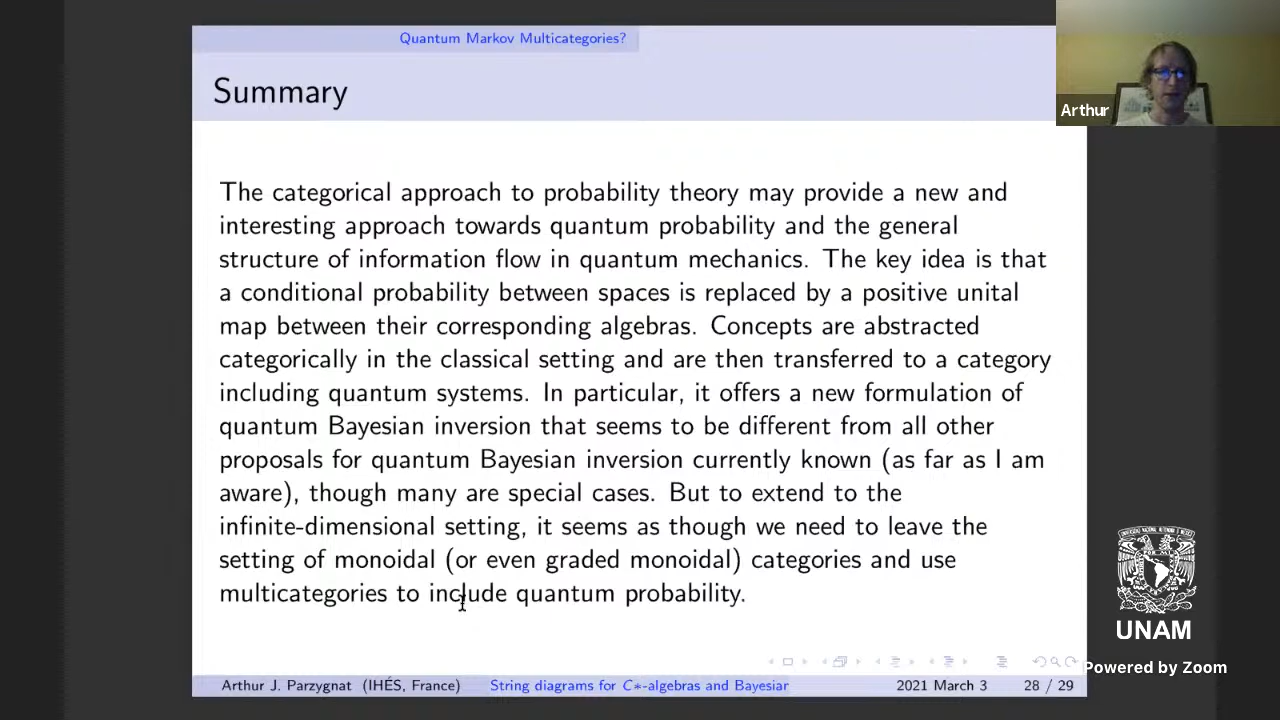 Quantum Markov Multicategories?
Summary
Arthur
The categorical approach to probability theory may provide a new and
interesting approach towards quantum probability and the general
structure of information flow in quantum mechanics. The key idea is that
a conditional probability between spaces is replaced by a positive unital
map between their corresponding algebras. Concepts are abstracted
categorically in the classical setting and are then transferred to a category
including quantum systems. In particular, it offers a new formulation of
quantum Bayesian inversion that seems to be different from all other
proposals for quantum Bayesian inversion currently known (as far as I am
aware), though many are special cases. But to extend to the
infinite-dimensional setting, it seems as though we need to leave the
setting of monoidal (or even graded monoidal) categories and use
multicategories to include quantum probability.
UNAM
Powered by Zoom
Arthur J. Parzygnat (IHÉS, France) String diagrams for C*-algebras and Bayesiar 2021 March 3 28 / 29